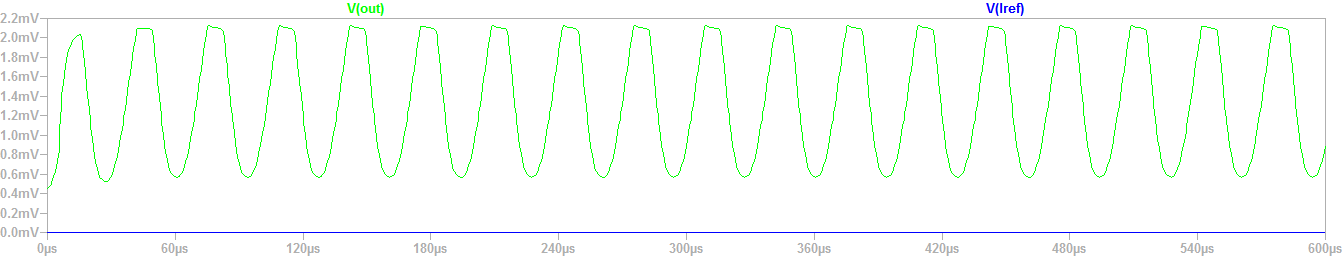 V(out) V(Iref)
2.2mV
2.0mV
1.8mV
1.6mV
1.4mV
1.2mV
1.0mV
0.8mV
0.6mV
0.4mV
0.2mV
0.0mV
0µs 60µs 120µs 180µs 240µs 300µs 360µs 420µs 480µs 540µs 600µs